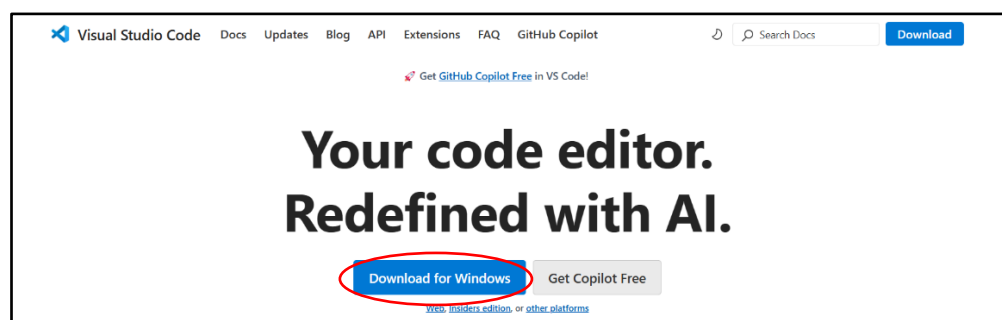 Visual Studio Code Docs Updates Blog API Extensions FAQ GitHub Copilot Search Docs Download
🚀 Get GitHub Copilot Free in VS Code!
Your code editor.
Redefined with AI.
Download for Windows Get Copilot Free
Web, Insiders edition, or other platforms